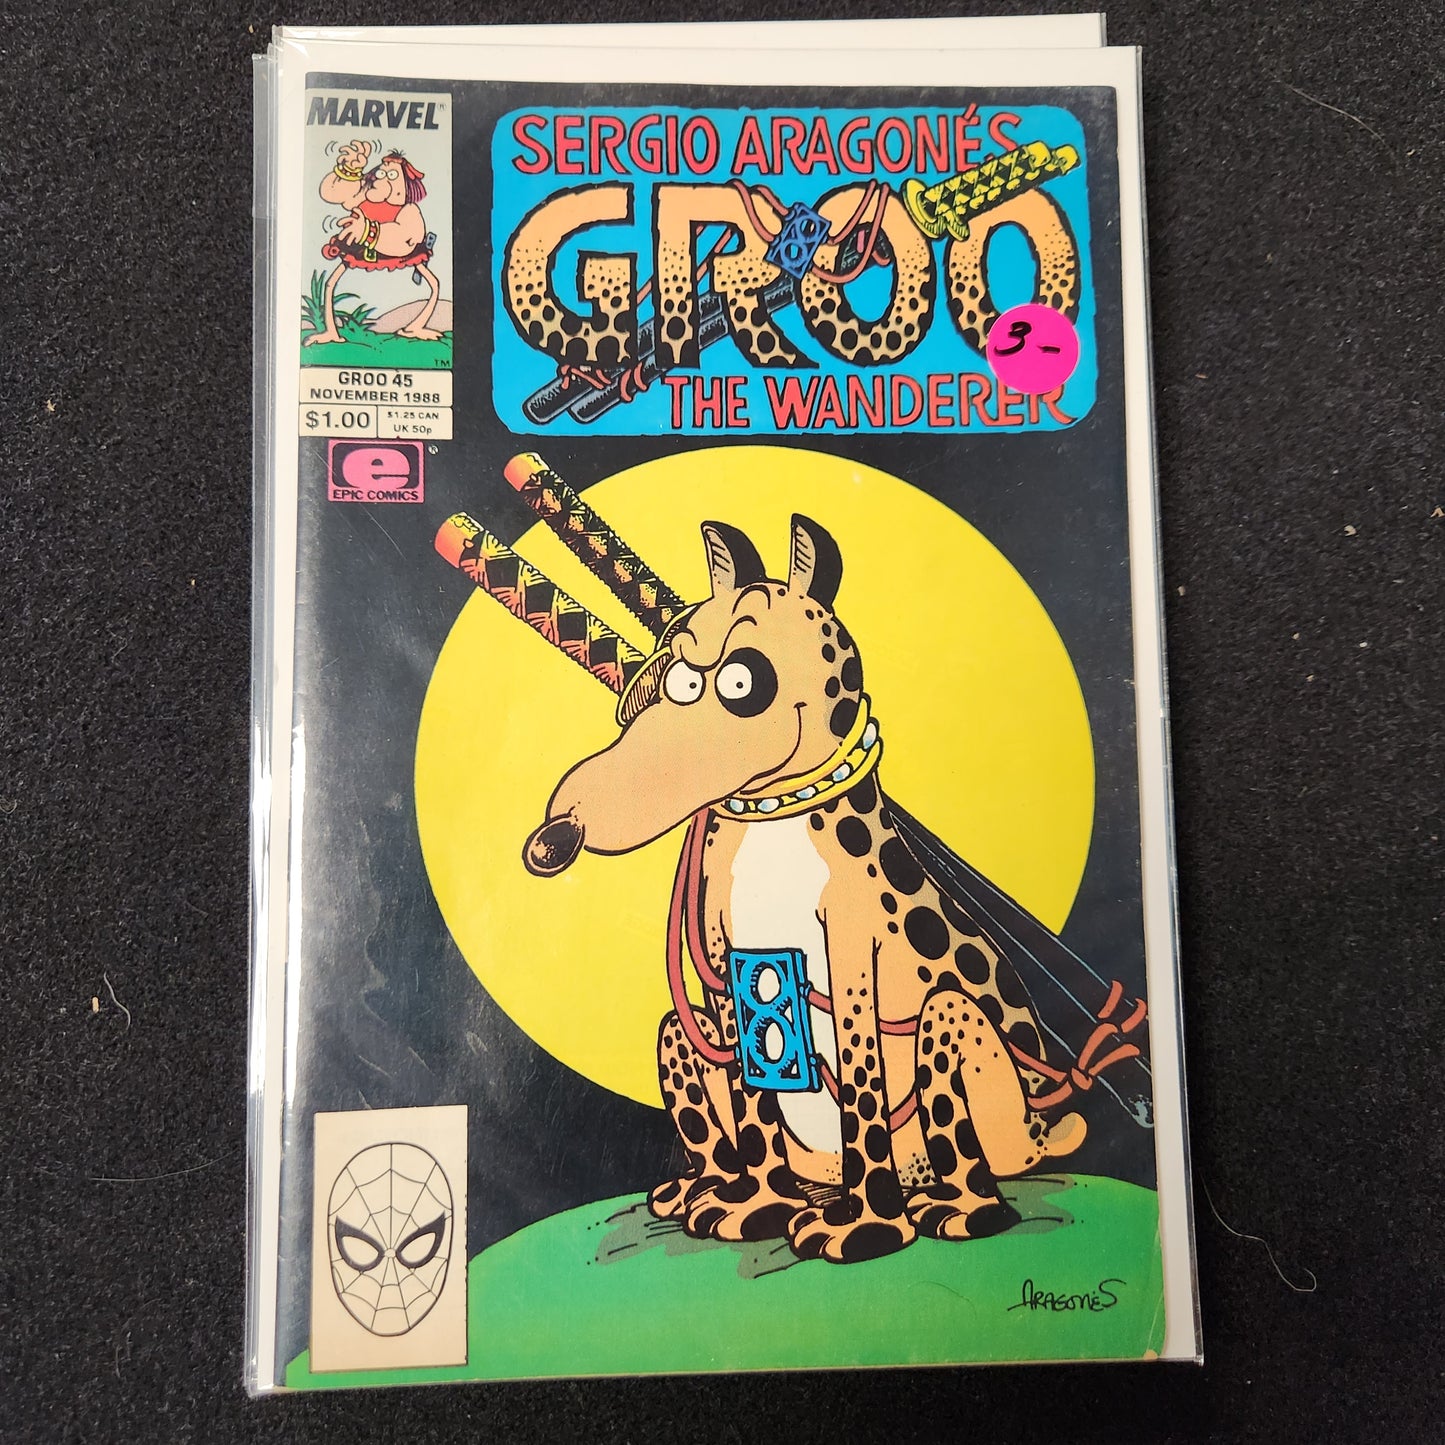 MARVEL®
TM
GROO 45
NOVEMBER 1988
$1.00
$1.25 CAN
UK 50p
e®
EPIC COMICS
SERGIO ARAGONÉS
GROO
3-
THE WANDERER
ARAGONÉS